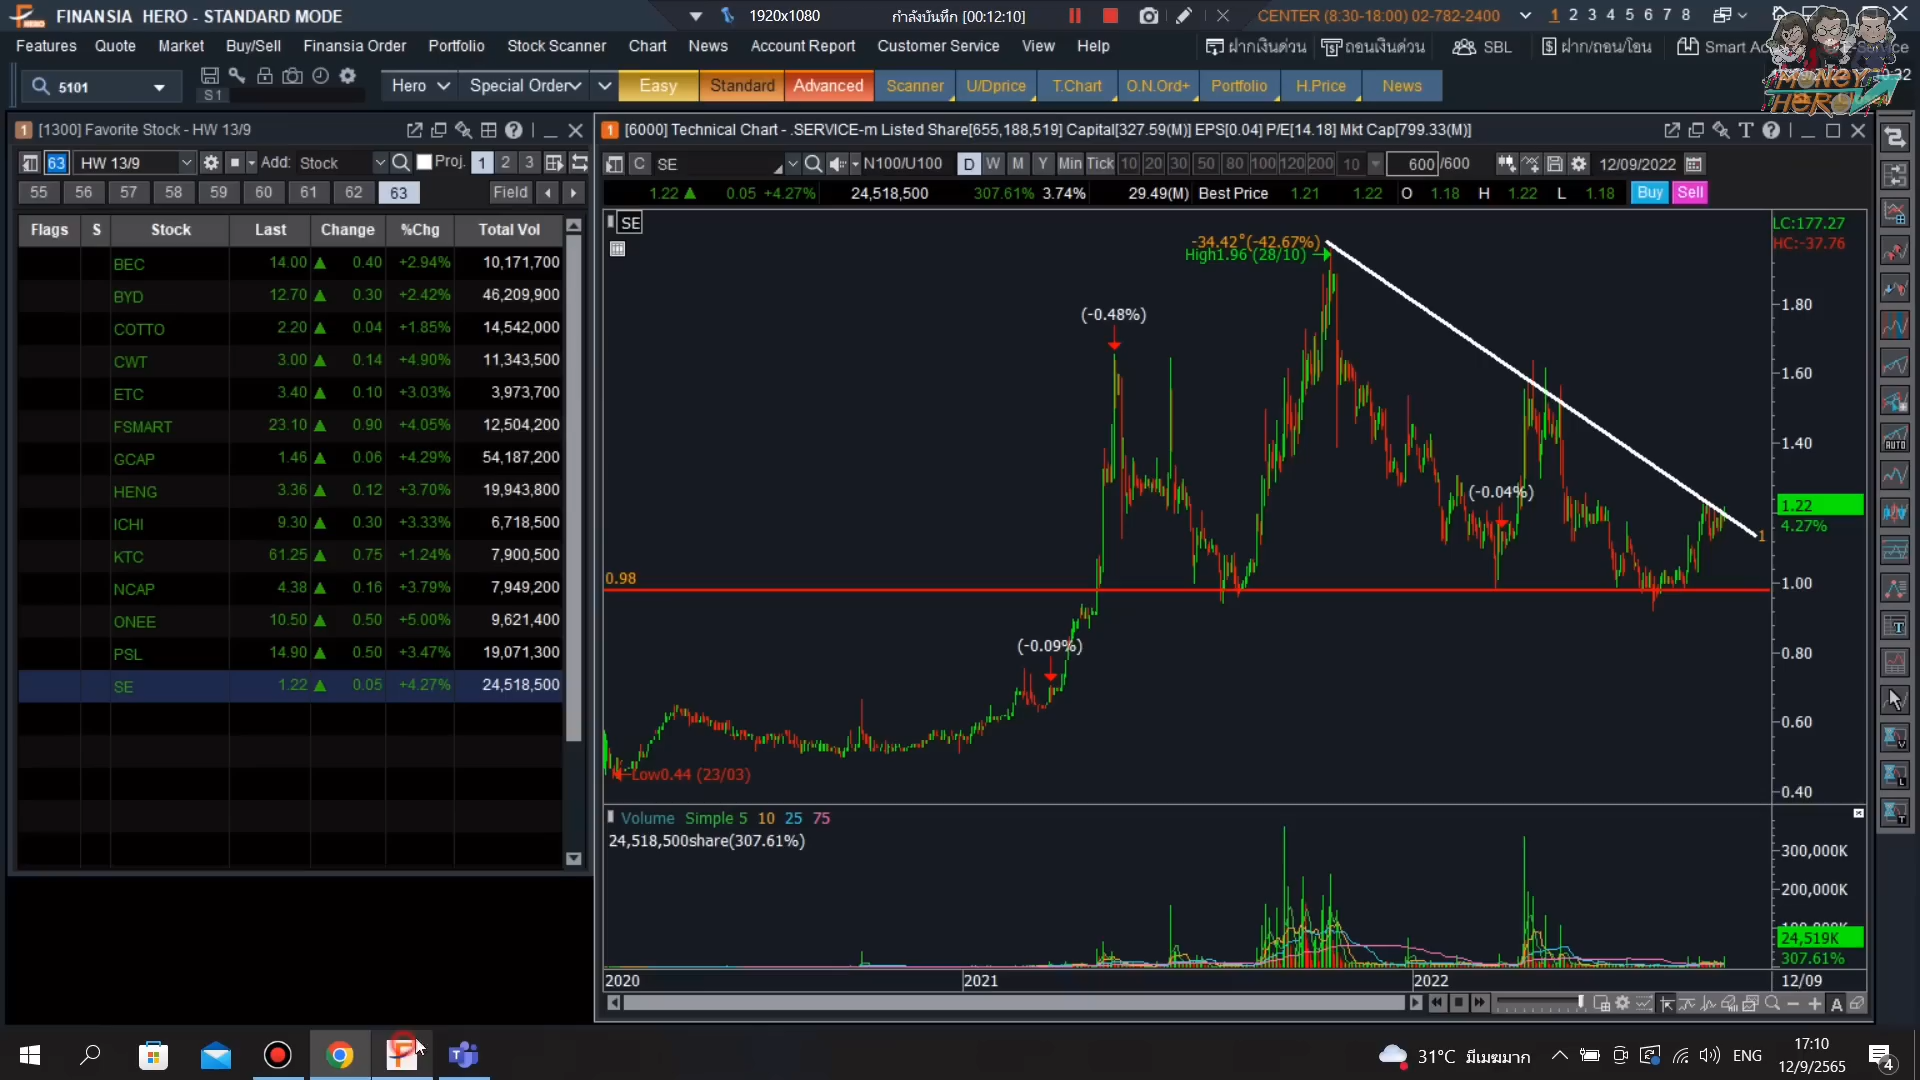 FINANSIA HERO - STANDARD MODE
1920x1080
กำลังบันทึก [00:12:10]
CENTER (8:30-18:00) 02-782-2400
1 2 3 4 5 6 7 8
Features Quote Market Buy/Sell Finansia Order Portfolio Stock Scanner Chart News Account Report Customer Service View Help
ฝากเงินด่วน ถอนเงินด่วน SBL ฝาก/ถอน/โอน Smart
MONEY HERO
5101
S1
Hero Special Order Easy Standard Advanced Scanner U/Dprice T.Chart O.N.Ord+ Portfolio H.Price News
1 [1300] Favorite Stock - HW 13/9
63 HW 13/9 Add: Stock Proj. 1 2 3
55 56 57 58 59 60 61 62 63 Field
Flags S Stock Last Change %Chg Total Vol
BEC 14.00 ▲ 0.40 +2.94% 10,171,700
BYD 12.70 ▲ 0.30 +2.42% 46,209,900
COTTO 2.20 ▲ 0.04 +1.85% 14,542,000
CWT 3.00 ▲ 0.14 +4.90% 11,343,500
ETC 3.40 ▲ 0.10 +3.03% 3,973,700
FSMART 23.10 ▲ 0.90 +4.05% 12,504,200
GCAP 1.46 ▲ 0.06 +4.29% 54,187,200
HENG 3.36 ▲ 0.12 +3.70% 19,943,800
ICHI 9.30 ▲ 0.30 +3.33% 6,718,500
KTC 61.25 ▲ 0.75 +1.24% 7,900,500
NCAP 4.38 ▲ 0.16 +3.79% 7,949,200
ONEE 10.50 ▲ 0.50 +5.00% 9,621,400
PSL 14.90 ▲ 0.50 +3.47% 19,071,300
SE 1.22 ▲ 0.05 +4.27% 24,518,500
1 [6000] Technical Chart - .SERVICE-m Listed Share[655,188,519] Capital[327.59(M)] EPS[0.04] P/E[14.18] Mkt Cap[799.33(M)]
C SE N100/U100 D W M Y Min Tick 10 20 30 50 80 100 120 200 10 600 /600 12/09/2022
1.22 ▲ 0.05 +4.27% 24,518,500 307.61% 3.74% 29.49(M) Best Price 1.21 1.22 O 1.18 H 1.22 L 1.18 Buy Sell
SE
LC:177.27
HC:-37.76
-34.42°(-42.67%)
High1.96 (28/10)
(-0.48%)
(-0.04%)
(-0.09%)
0.98
Low0.44 (23/03)
1
1.80
1.60
1.40
1.22
4.27%
1.00
0.80
0.60
0.40
Volume Simple 5 10 25 75
24,518,500share(307.61%)
300,000K
200,000K
24,519K
307.61%
2020 2021 2022 12/09
A
AUTO
31°C มีเมฆมาก
ENG
17:10
12/9/2565
4